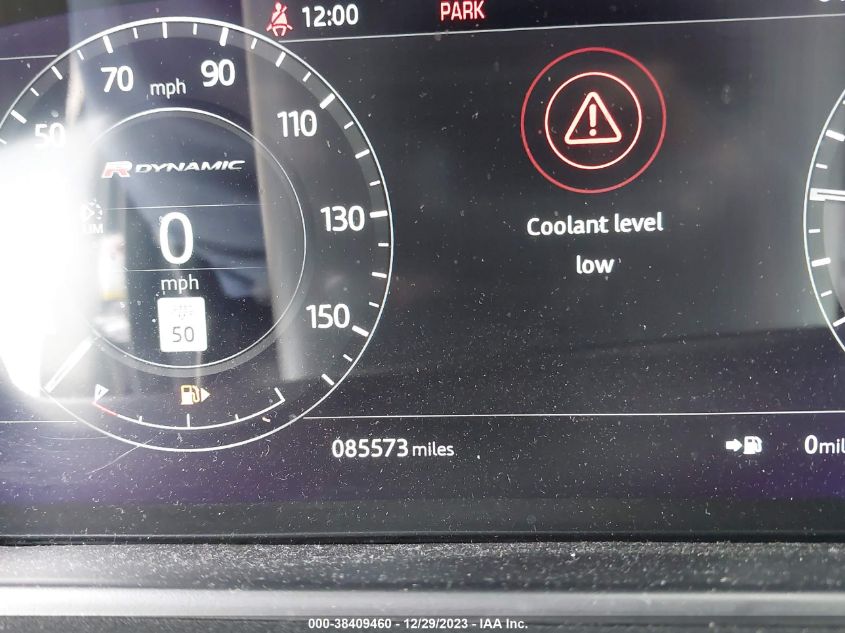 12:00
PARK
50
70
90
110
130
150
mph
R DYNAMIC
0
mph
50
Coolant level
low
085573 miles
0mil
000-38409460 - 12/29/2023 - IAA Inc.